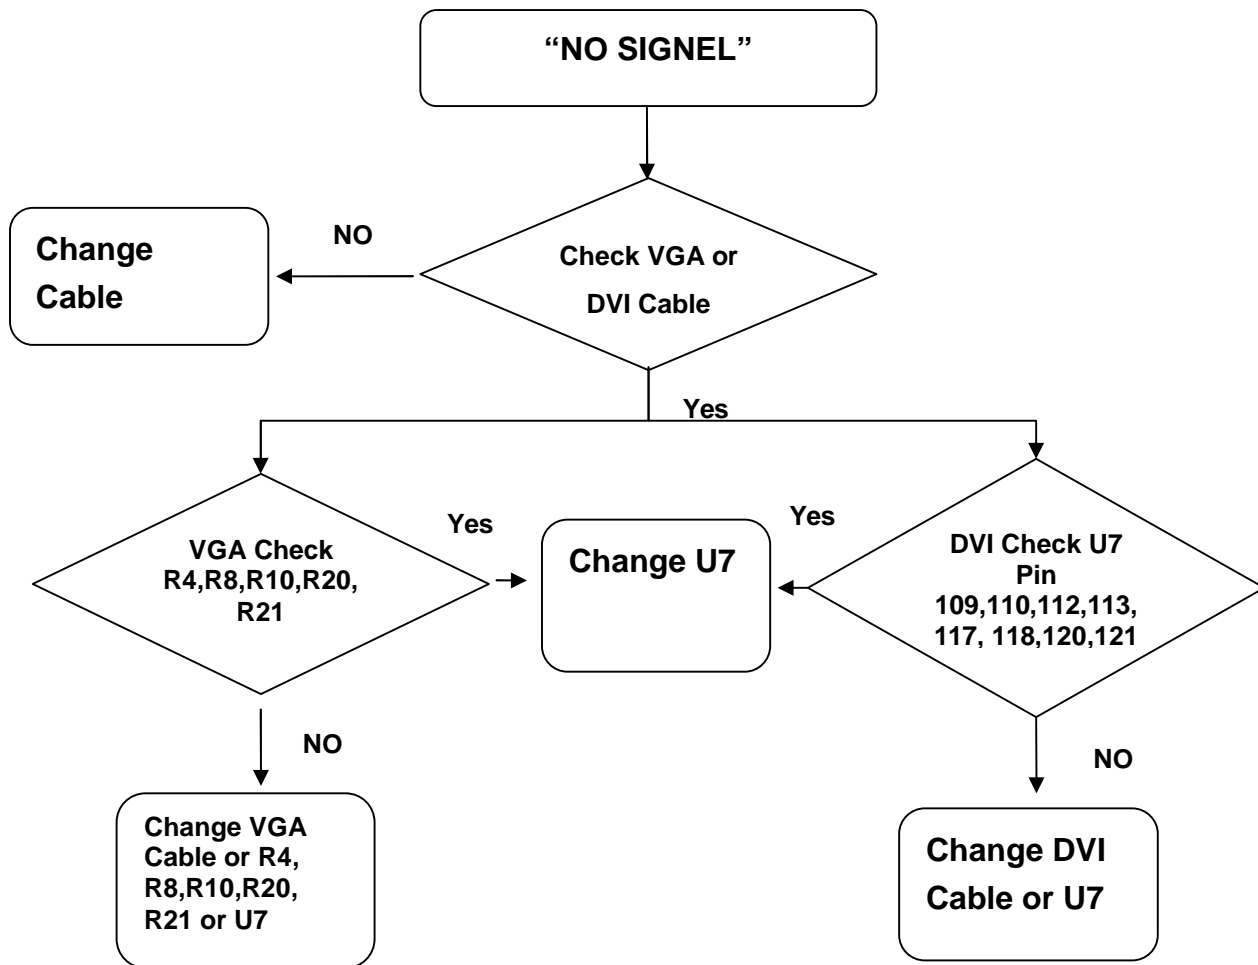 “NO SIGNEL”
NO
Change
Cable
Check VGA or
DVI Cable
Yes
VGA Check
R4,R8,R10,R20,
R21
Yes
Change U7
Yes
DVI Check U7
Pin
109,110,112,113,
117, 118,120,121
NO
NO
Change VGA
Cable or R4,
R8,R10,R20,
R21 or U7
Change DVI
Cable or U7